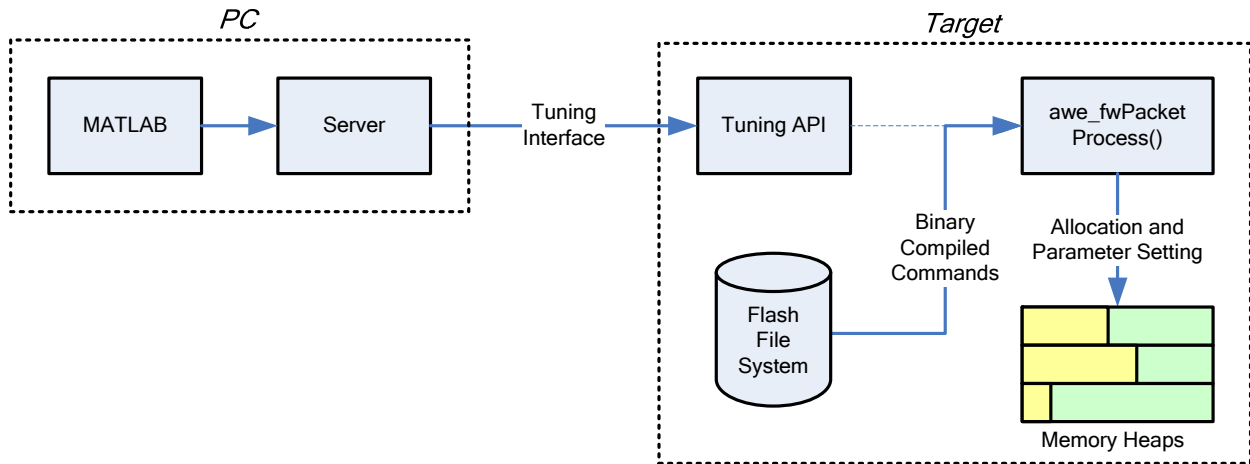 PC
Target
MATLAB
Server
Tuning
Interface
Tuning API
awe_fwPacket
Process()
Binary
Compiled
Commands
Allocation and
Parameter Setting
Flash
File
System
Memory Heaps